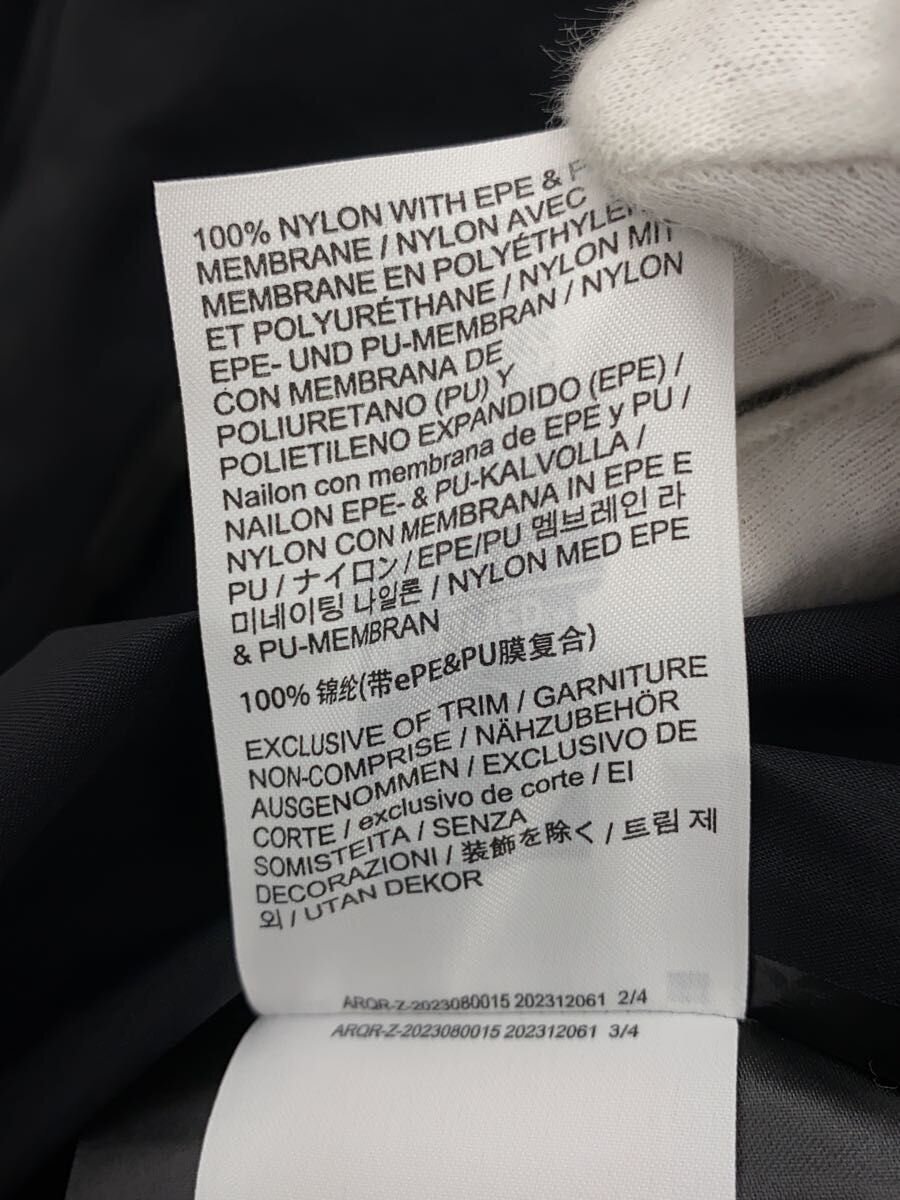 100% NYLON WITH EPE &
MEMBRANE / NYLON AVEC
MEMBRANE EN POLYÉTHYLÈNE
ET POLYURÉTHANE / NYLON MIT
EPE- UND PU-MEMBRAN / NYLON
CON MEMBRANA DE
POLIURETANO (PU) Y
POLIETILENO EXPANDIDO (EPE) /
Nailon con membrana de EPE y PU /
NAILON EPE- & PU-KALVOLLA /
NYLON CON MEMBRANA IN EPE E
PU / ナイロン / EPE/PU 멤브레인 라
미네이팅 나일론 / NYLON MED EPE
& PU-MEMBRAN
100% 锦纶(带ePE&PU膜复合)
EXCLUSIVE OF TRIM / GARNITURE
NON-COMPRISE / NÄHZUBEHÖR
AUSGENOMMEN / EXCLUSIVO DE
CORTE / exclusivo de corte / EI
SOMISTEITA / SENZA
DECORAZIONI / 装飾を除く / 트림 제
외 / UTAN DEKOR
ARQR-Z-2023080015 202312061 2/4
ARQR-Z-2023080015 202312061 3/4